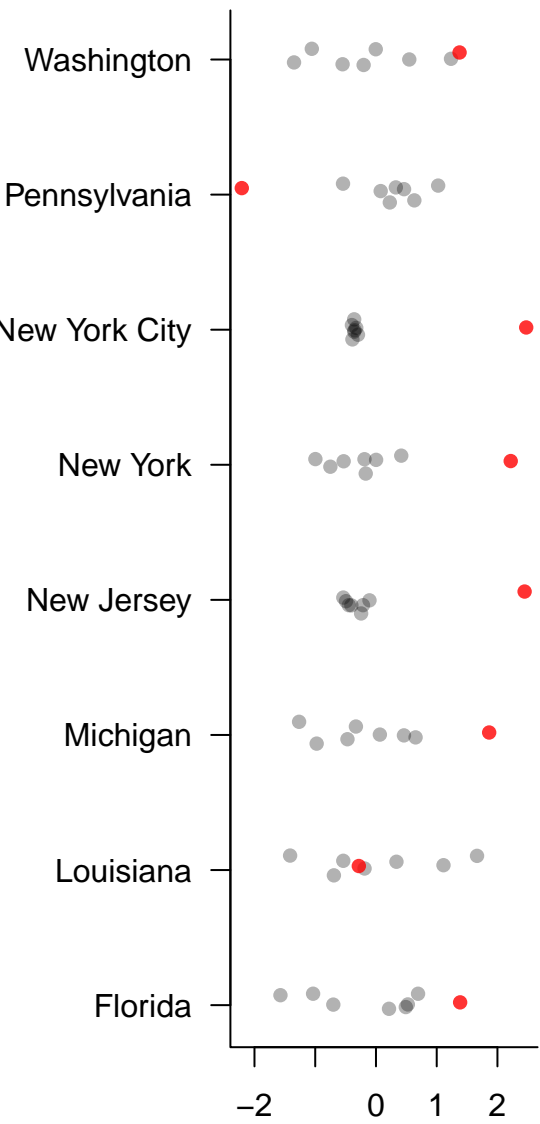 Washington
Pennsylvania
New York City
New York
New Jersey
Michigan
Louisiana
Florida
−2 0 1 2